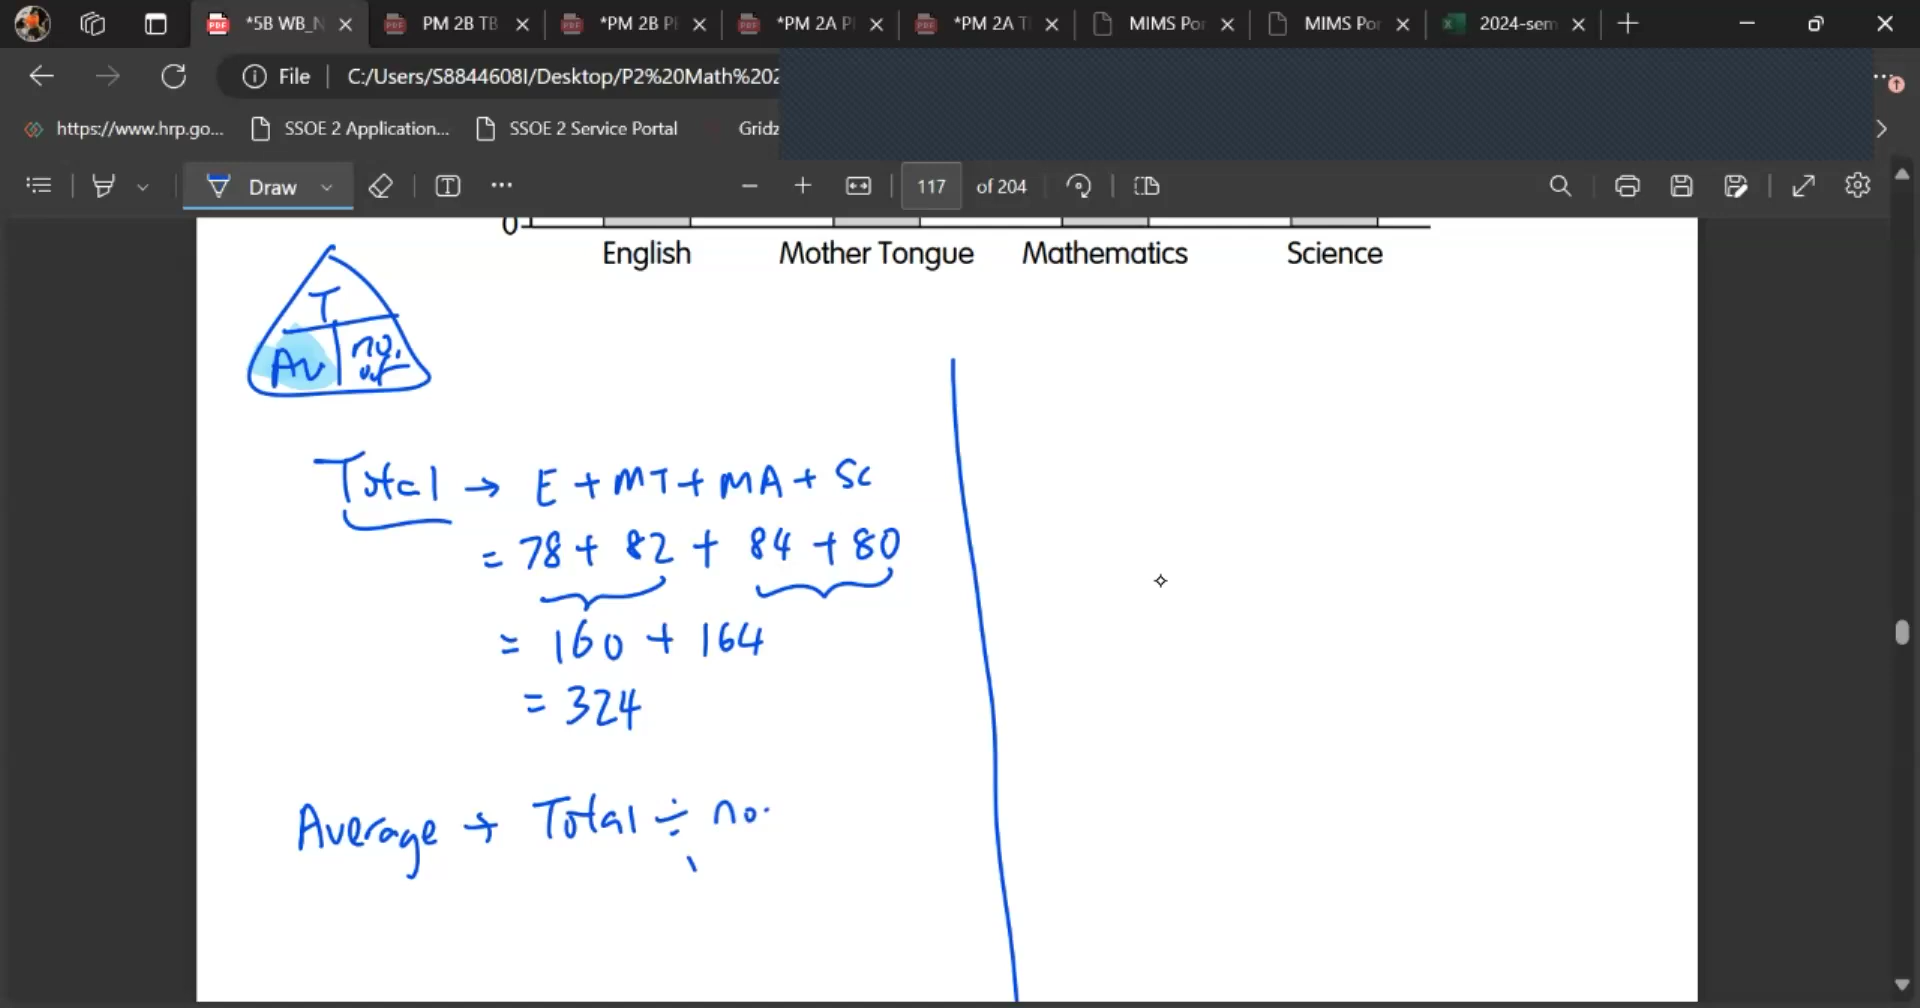 *5B WB_N
PM 2B TB
*PM 2B P
*PM 2A P
*PM 2A T
MIMS Por
MIMS Por
2024-sem
File
C:/Users/S8844608I/Desktop/P2%20Math%202
https://www.hrp.go...
SSOE 2 Application...
SSOE 2 Service Portal
Gridz
Draw
117 of 204
0
English Mother Tongue Mathematics Science
T
Av no. of
Total → E + MT + MA + SC
= 78 + 82 + 84 + 80
= 160 + 164
= 324
Average → Total ÷ no.